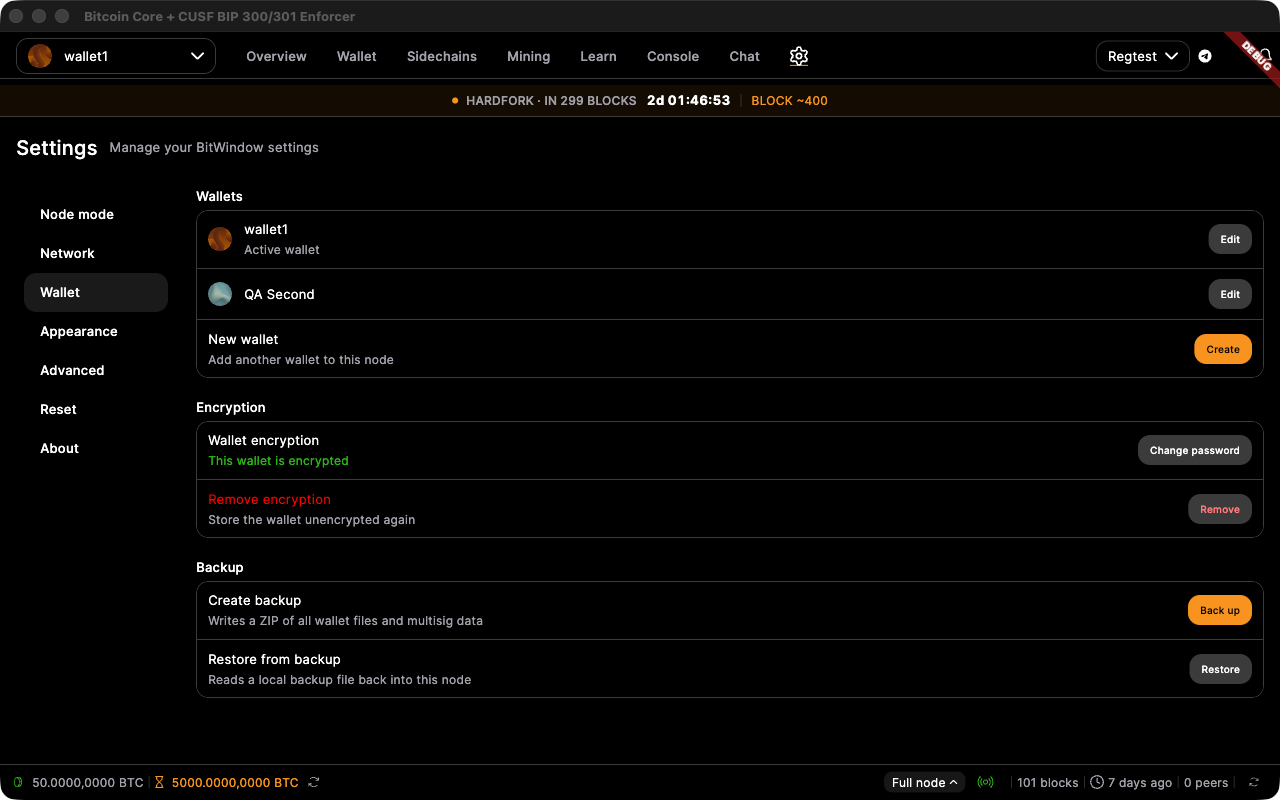 Bitcoin Core + CUSF BIP 300/301 Enforcer
wallet1
Overview
Wallet
Sidechains
Mining
Learn
Console
Chat
Regtest
DEBUG
HARDFORK · IN 299 BLOCKS 2d 01:46:53 BLOCK ~400
Settings Manage your BitWindow settings
Node mode
Network
Wallet
Appearance
Advanced
Reset
About
Wallets
wallet1
Active wallet
Edit
QA Second
Edit
New wallet
Add another wallet to this node
Create
Encryption
Wallet encryption
This wallet is encrypted
Change password
Remove encryption
Store the wallet unencrypted again
Remove
Backup
Create backup
Writes a ZIP of all wallet files and multisig data
Back up
Restore from backup
Reads a local backup file back into this node
Restore
50.0000,0000 BTC
5000.0000,0000 BTC
Full node
101 blocks
7 days ago
0 peers